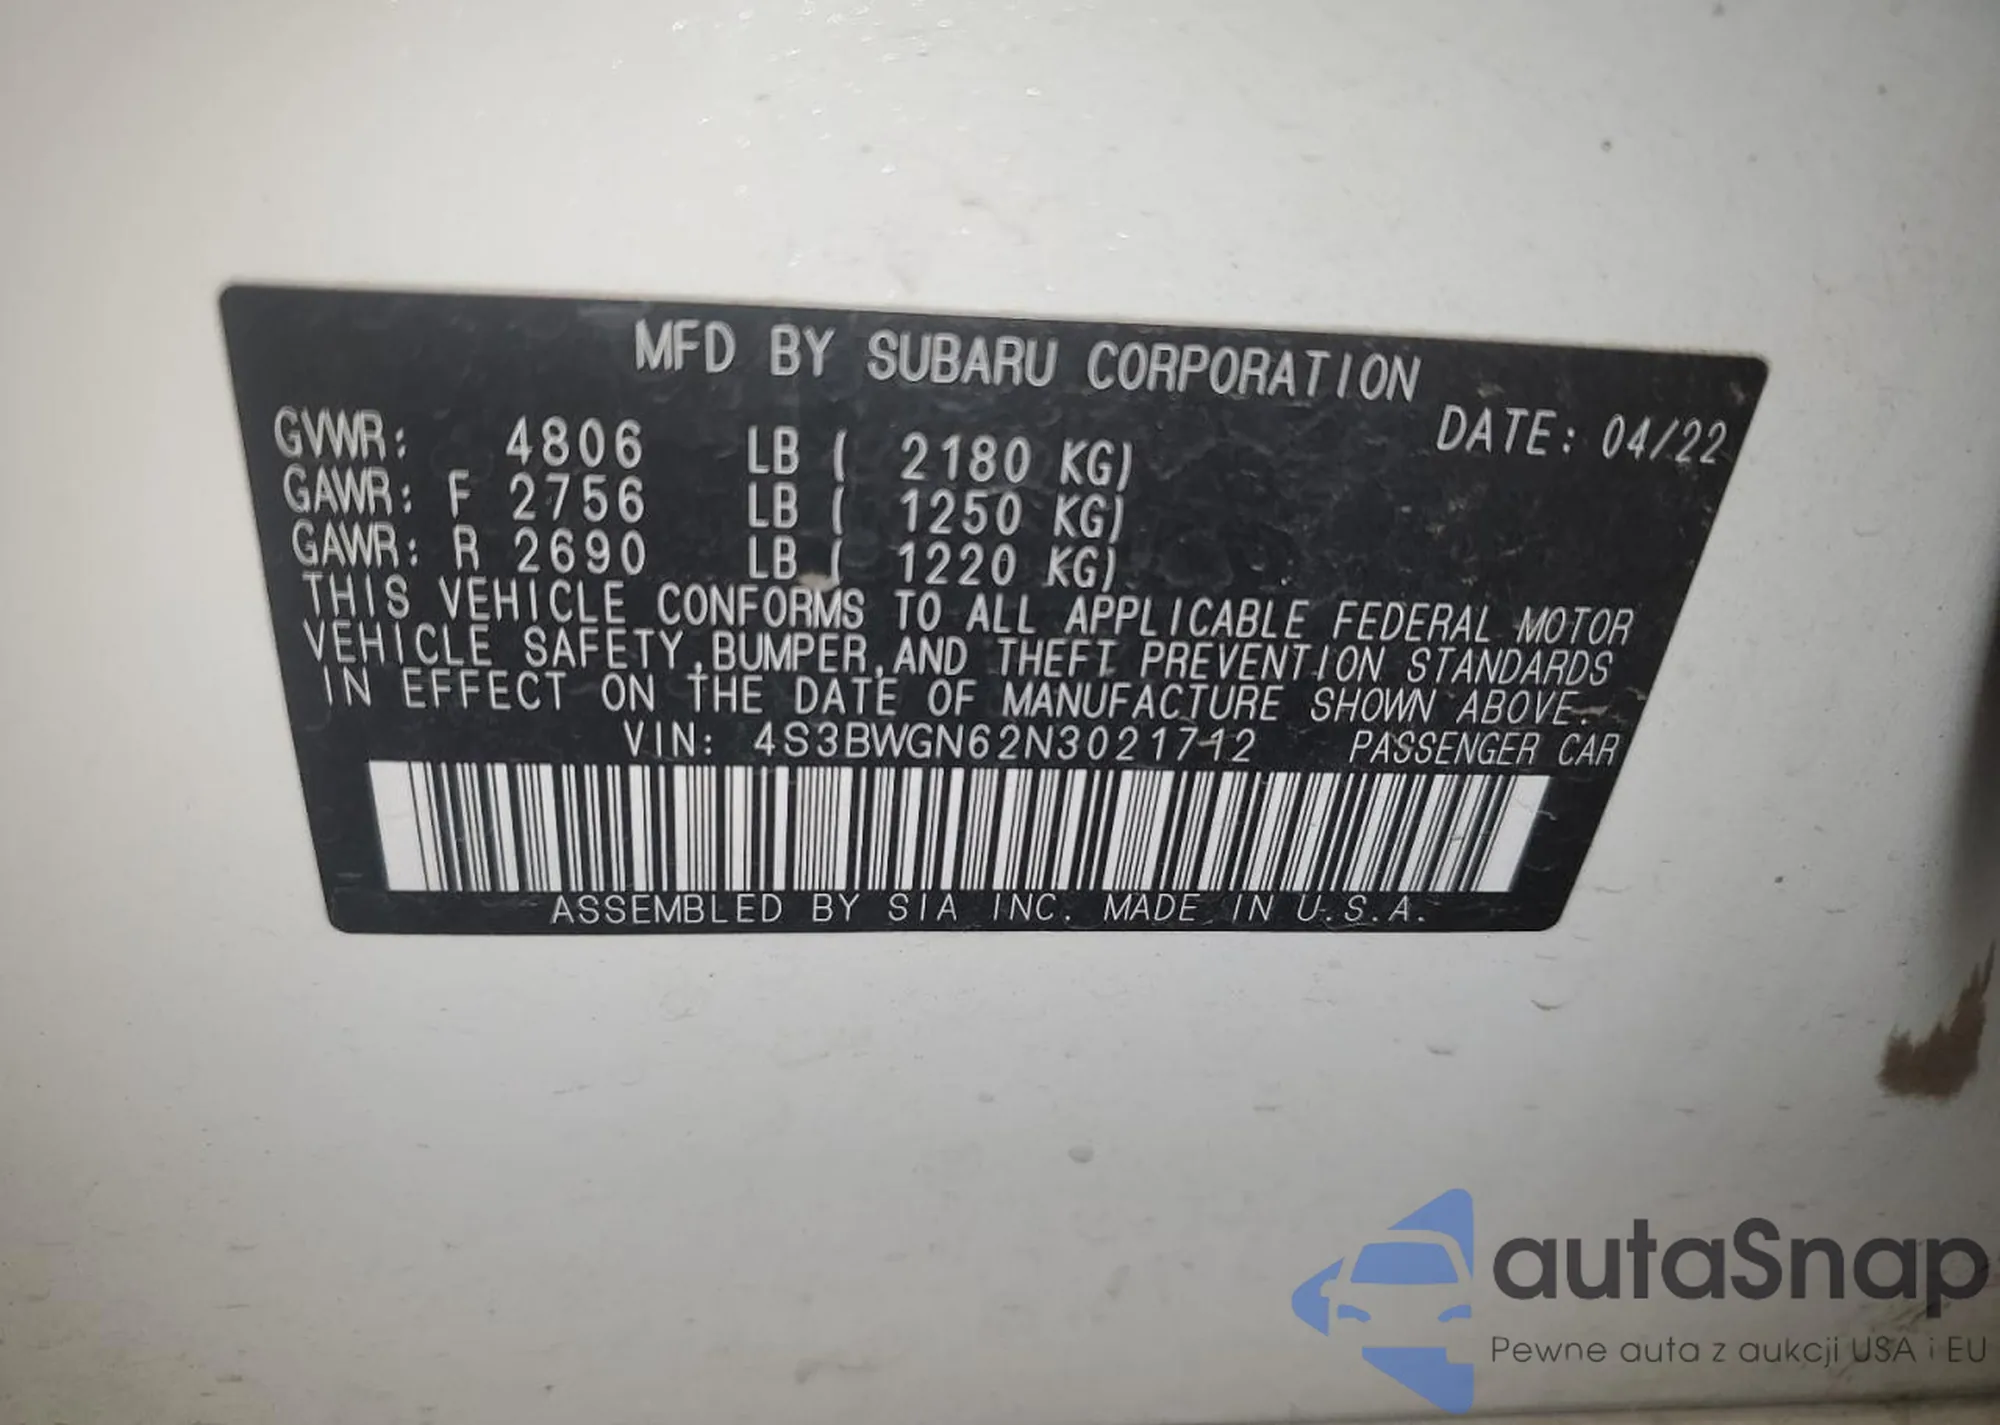 MFD BY SUBARU CORPORATION
DATE: 04/22
GVWR: 4806 LB ( 2180 KG)
GAWR: F 2756 LB ( 1250 KG)
GAWR: R 2690 LB ( 1220 KG)
THIS VEHICLE CONFORMS TO ALL APPLICABLE FEDERAL MOTOR
VEHICLE SAFETY,BUMPER,AND THEFT PREVENTION STANDARDS
IN EFFECT ON THE DATE OF MANUFACTURE SHOWN ABOVE.
VIN: 4S3BWGN62N3021712 PASSENGER CAR
ASSEMBLED BY SIA INC. MADE IN U.S.A.
autaSnap
Pewne auta z aukcji USA i EU